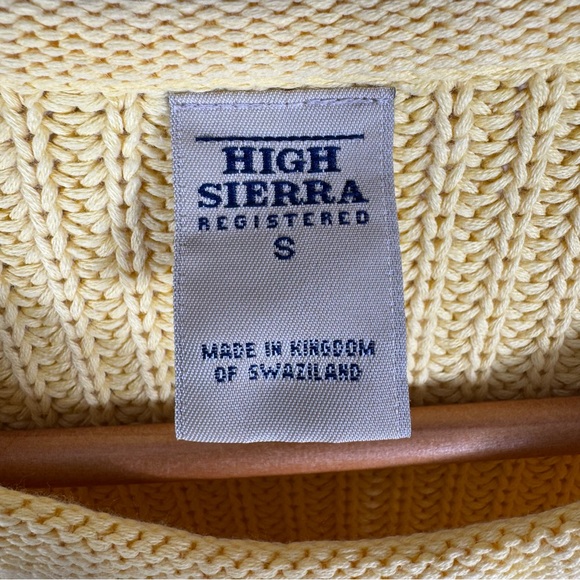 HIGH
SIERRA
REGISTERED
S
MADE IN KINGDOM
OF SWAZILAND